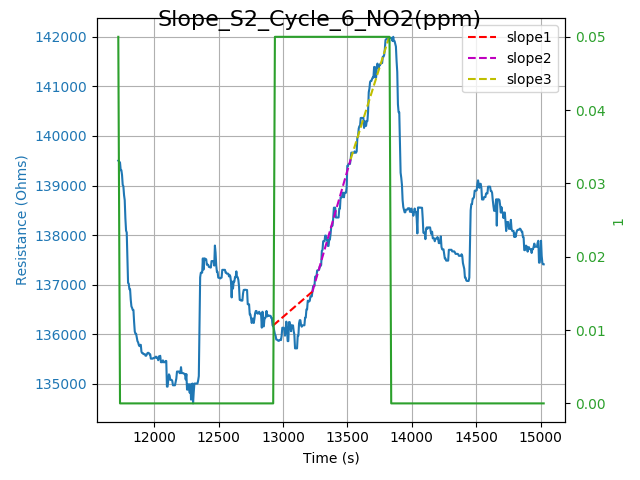 Slope_S2_Cycle_6_NO2(ppm)
slope1
slope2
slope3
142000
141000
140000
139000
138000
137000
136000
135000
Resistance (Ohms)
0.05
0.04
0.03
0.02
0.01
0.00
1
12000 12500 13000 13500 14000 14500 15000
Time (s)